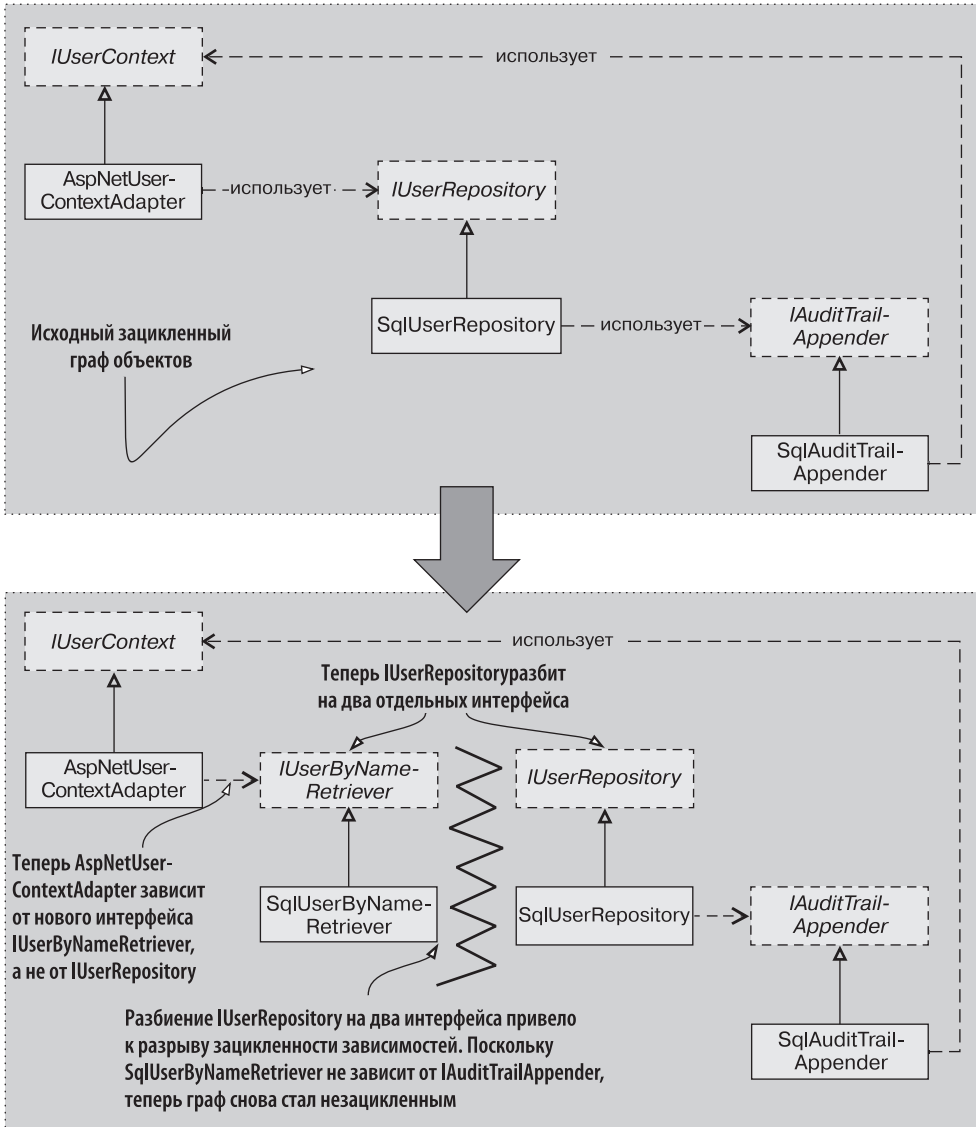 IUserContext
использует
AspNetUser-
ContextAdapter
использует
IUserRepository
SqlUserRepository
использует
IAuditTrail-
Appender
Исходный зацикленный
граф объектов
SqlAuditTrail-
Appender
IUserContext
использует
Теперь IUserRepositoryразбит
на два отдельных интерфейса
AspNetUser-
ContextAdapter
IUserByName-
Retriever
IUserRepository
Теперь AspNetUser-
ContextAdapter зависит
от нового интерфейса
IUserByNameRetriever,
а не от IUserRepository
SqlUserByName-
Retriever
SqlUserRepository
IAuditTrail-
Appender
Разбиение IUserRepository на два интерфейса привело
к разрыву зацикленности зависимостей. Поскольку
SqlUserByNameRetriever не зависит от IAuditTrailAppender,
теперь граф снова стал незацикленным
SqlAuditTrail-
Appender